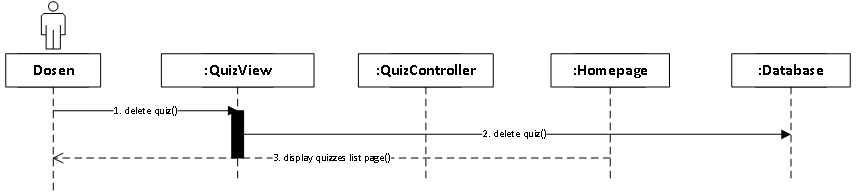 Dosen
:QuizView
:QuizController
:Homepage
:Database
1. delete quiz()
2. delete quiz()
3. display quizzes list page()